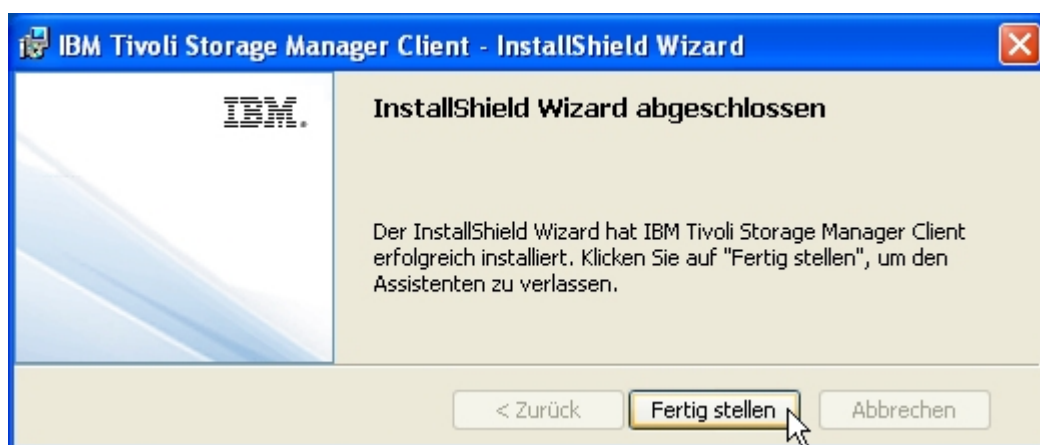 IBM Tivoli Storage Manager Client - InstallShield Wizard
IBM.
InstallShield Wizard abgeschlossen
Der InstallShield Wizard hat IBM Tivoli Storage Manager Client
erfolgreich installiert. Klicken Sie auf "Fertig stellen", um den
Assistenten zu verlassen.
< Zurück Fertig stellen Abbrechen